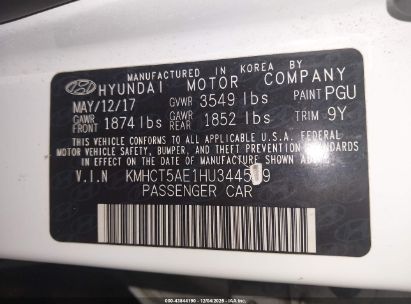 MANUFACTURED IN KOREA BY
HYUNDAI MOTOR COMPANY
MAY/12/17 GVWR 3549 lbs PAINT PGU
GAWR FRONT 1874 lbs GAWR REAR 1852 lbs TRIM 9Y
THIS VEHICLE CONFORMS TO ALL APPLICABLE U.S.A. FEDERAL
MOTOR VEHICLE SAFETY, BUMPER, AND THEFT PREVENTION STANDARDS
IN EFFECT ON THE DATE OF MANUFACTURE SHOWN ABOVE.
V.I.N
PASSENGER CAR